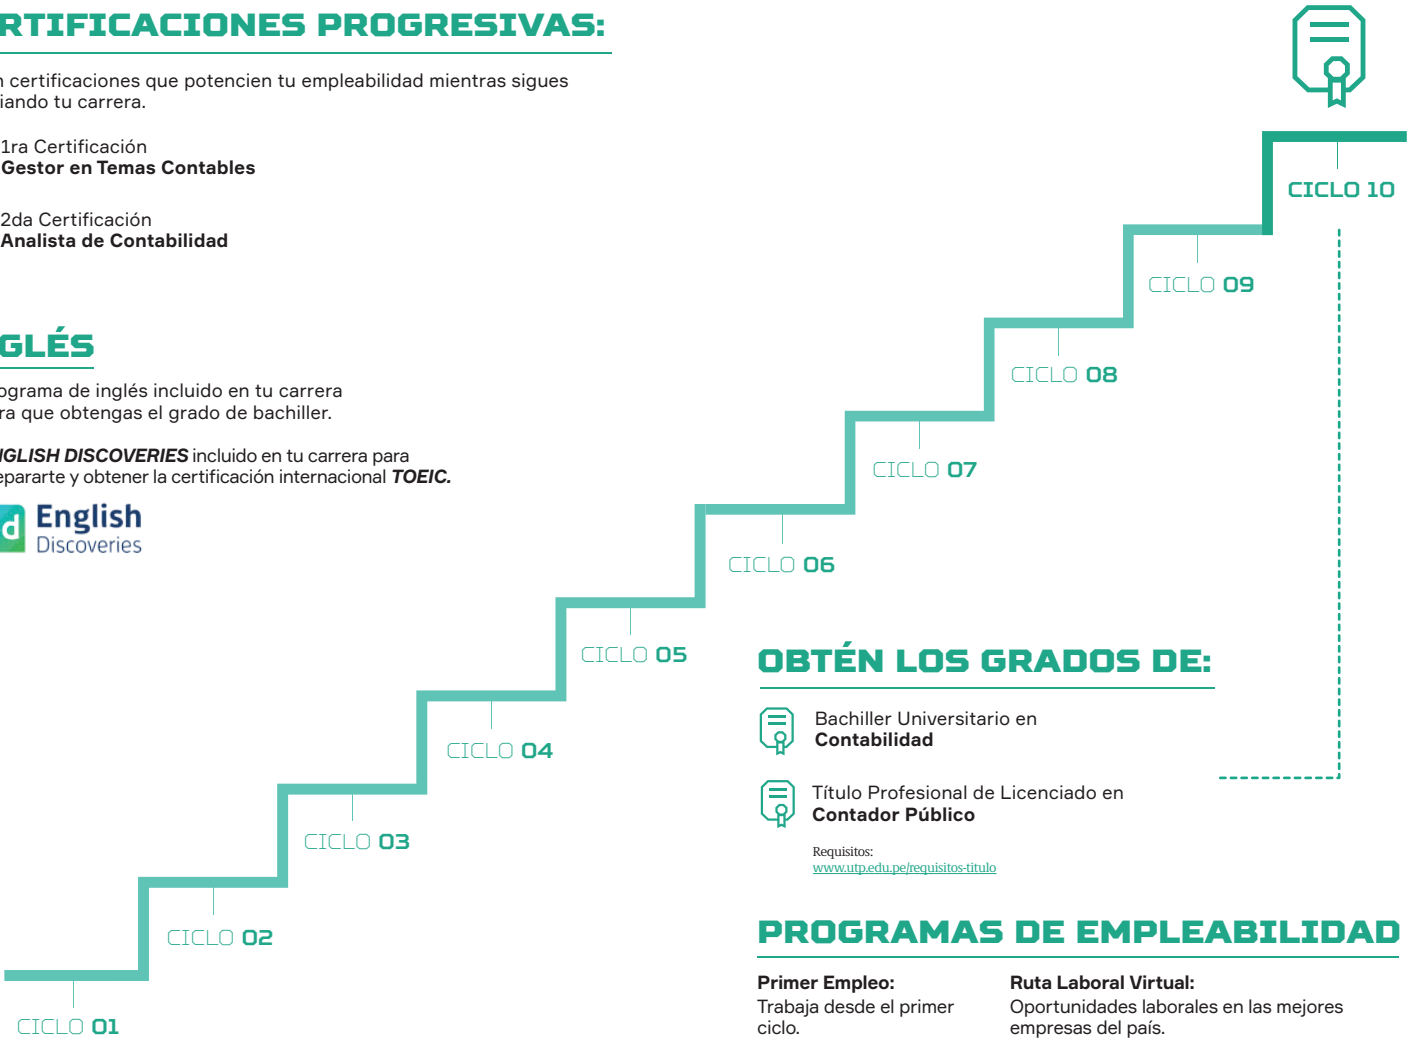 RTIFICACIONES PROGRESIVAS:
n certificaciones que potencien tu empleabilidad mientras sigues
iando tu carrera.
1ra Certificación
Gestor en Temas Contables
2da Certificación
Analista de Contabilidad
GLÉS
ograma de inglés incluido en tu carrera
ra que obtengas el grado de bachiller.
NGLISH DISCOVERIES incluido en tu carrera para
epararte y obtener la certificación internacional TOEIC.
d English
Discoveries
CICLO 10
CICLO 09
CICLO 08
CICLO 07
CICLO 06
CICLO 05
CICLO 04
CICLO 03
CICLO 02
CICLO 01
OBTÉN LOS GRADOS DE:
Bachiller Universitario en
Contabilidad
Título Profesional de Licenciado en
Contador Público
Requisitos:
www.utp.edu.pe/requisitos-titulo
PROGRAMAS DE EMPLEABILIDAD
Primer Empleo:
Trabaja desde el primer
ciclo.
Ruta Laboral Virtual:
Oportunidades laborales en las mejores
empresas del país.